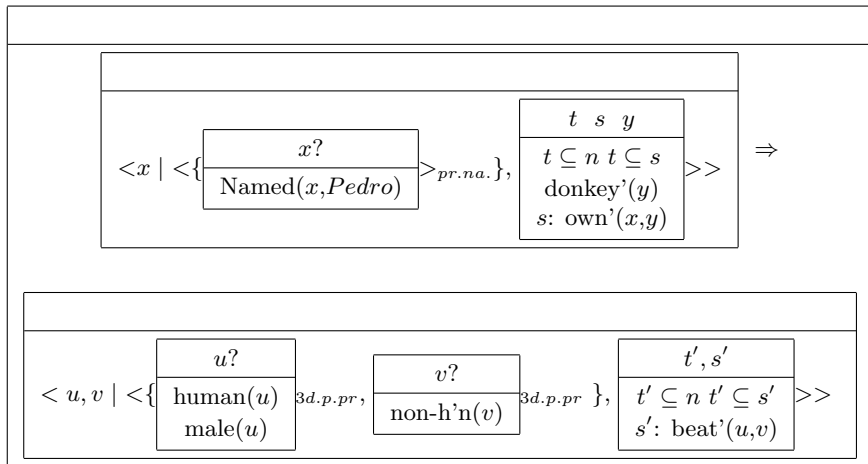 x?
t s y
<x | <{ Named(x,Pedro) >pr.na.}, t ⊆ n t ⊆ s >> ⇒
donkey’(y)
s: own’(x,y)
u?
v?
t′, s′
< u, v | <{ human(u) 3d.p.pr, non-h’n(v) 3d.p.pr }, t′ ⊆ n t′ ⊆ s′ >>
male(u)
s′: beat’(u,v)